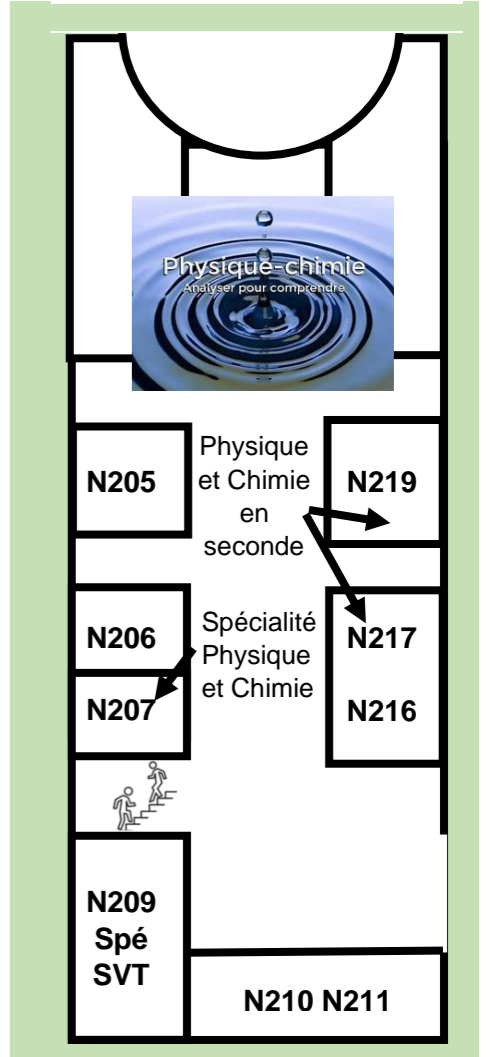 Physique-chimie
Analyser pour comprendre
N205
Physique
et Chimie
en
seconde
N219
N206
N207
Spécialité
Physique
et Chimie
N217
N216
N209
Spé
SVT
N210 N211